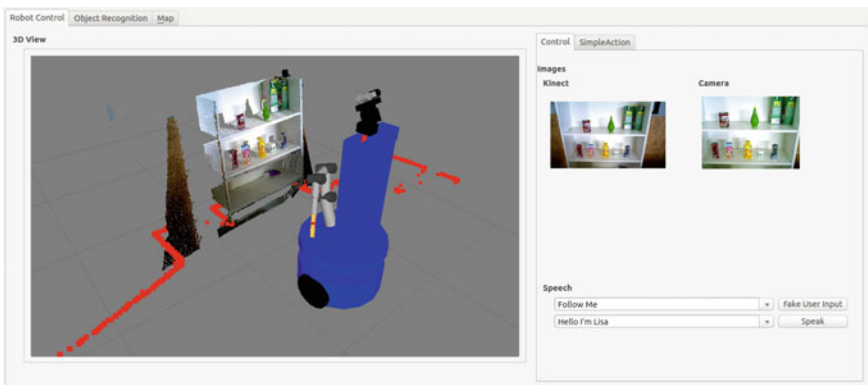 Robot Control Object Recognition Map
3D View
Control SimpleAction
Images
Kinect Camera
Speech
Follow Me Fake User Input
Hello I'm Lisa Speak